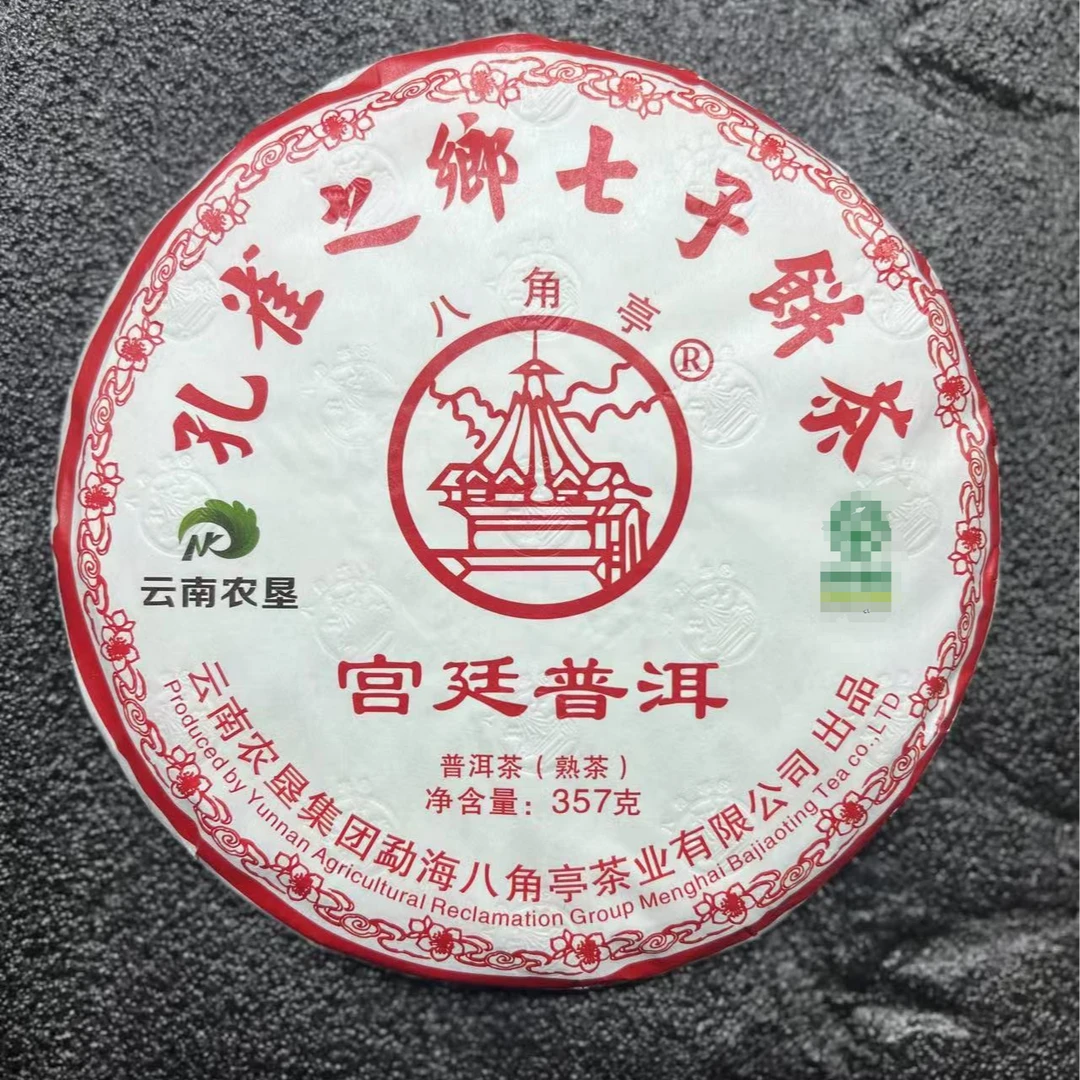 孔雀之鄉七子餅茶
八角亭
®
NK
云南农垦
宫廷普洱
普洱茶（熟茶）
净含量：357克
云南农垦集团勐海八角亭茶业有限公司 出品
Produced by Yunnan Agricultural Reclamation Group Menghai Bajiaoting Tea co.,LTD